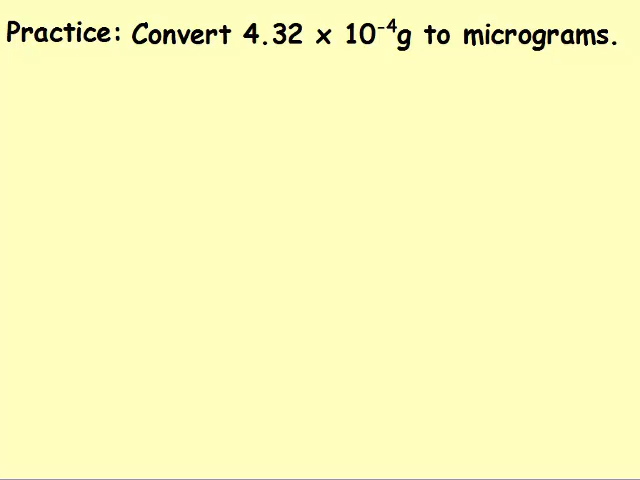 Practice: Convert 4.32 x 10⁻⁴g to micrograms.